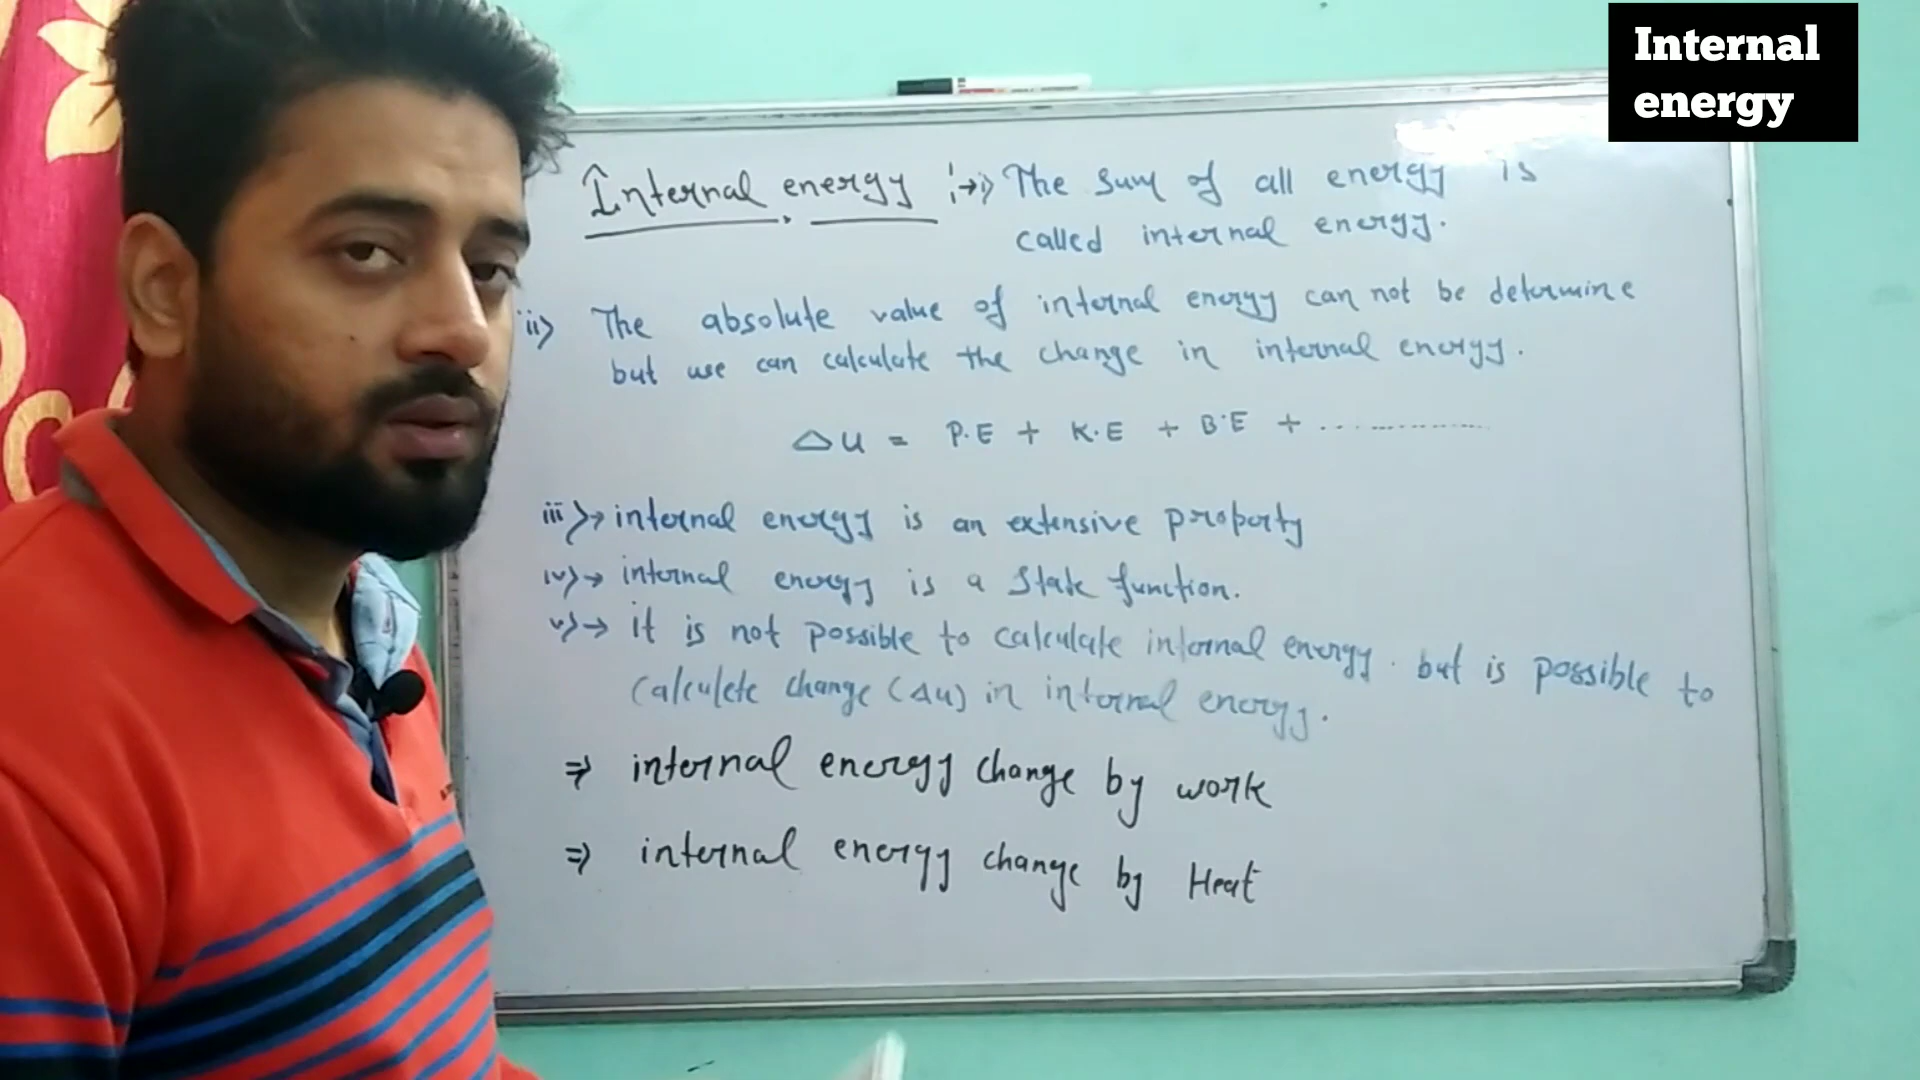 Internal
energy
Internal energy :→ i) The sum of all energy is
called internal energy.
ii) The absolute value of internal energy can not be determine
but we can calculate the change in internal energy.
ΔU = P.E + K.E + B.E + ...............
iii) → internal energy is an extensive property
iv) → internal energy is a state function.
v) → it is not possible to calculate internal energy. but is possible to
calculete change (Δu) in internal energy.
⇒ internal energy change by work
⇒ internal energy change by Heat